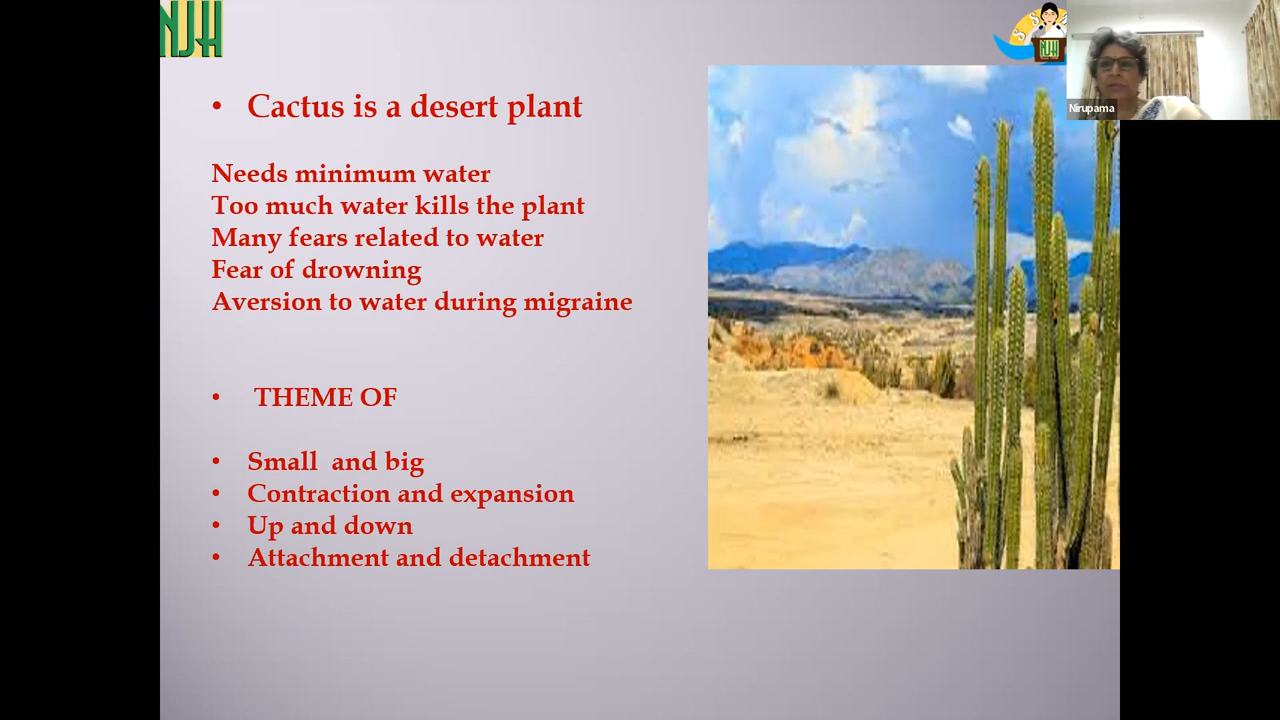 NJH
• Cactus is a desert plant
Needs minimum water
Too much water kills the plant
Many fears related to water
Fear of drowning
Aversion to water during migraine
• THEME OF
• Small and big
• Contraction and expansion
• Up and down
• Attachment and detachment
NJH
Nirupama